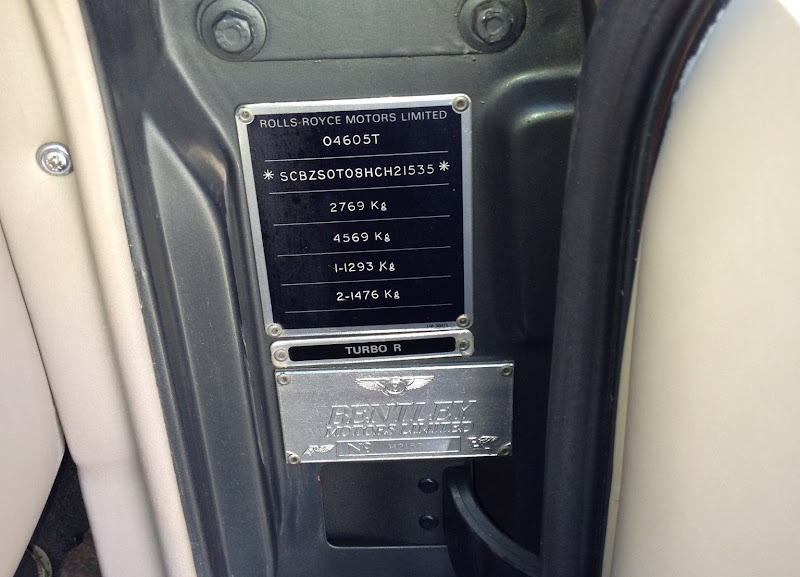 ROLLS-ROYCE MOTORS LIMITED
04605T
*SCBZS0T08HCH21535*
2769 Kg
4569 Kg
1-1293 Kg
2-1476 Kg
TURBO R
BENTLEY
MOTORS LIMITED
No